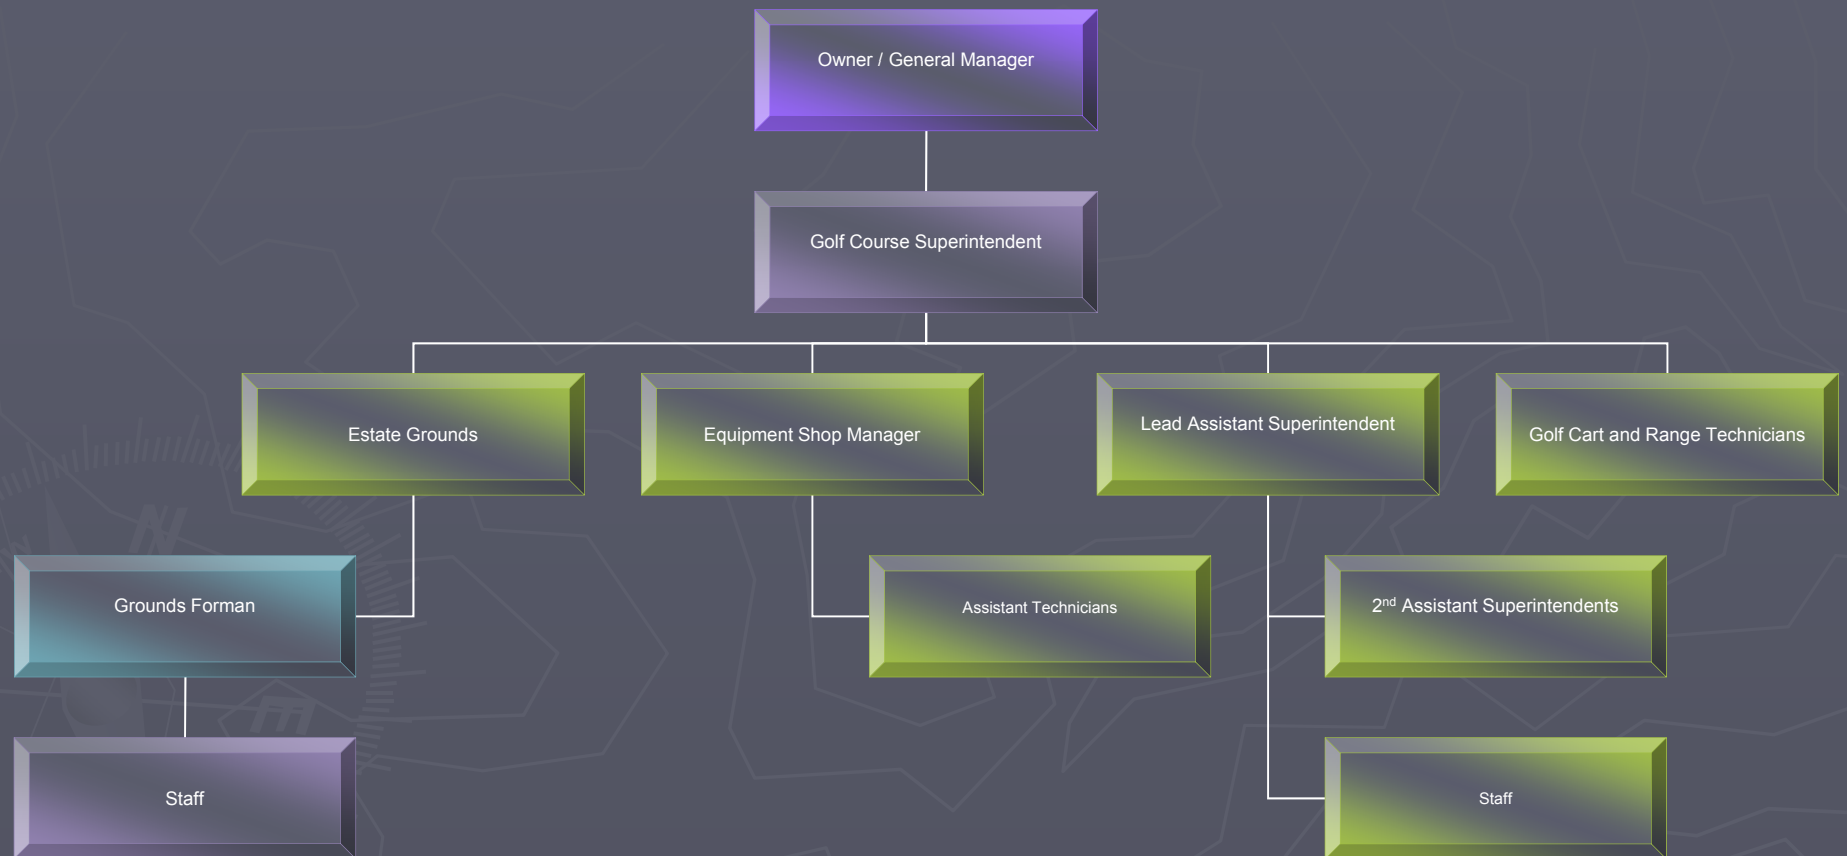 Owner / General Manager
Golf Course Superintendent
Estate Grounds
Equipment Shop Manager
Lead Assistant Superintendent
Golf Cart and Range Technicians
Grounds Forman
Assistant Technicians
2nd Assistant Superintendents
Staff
Staff